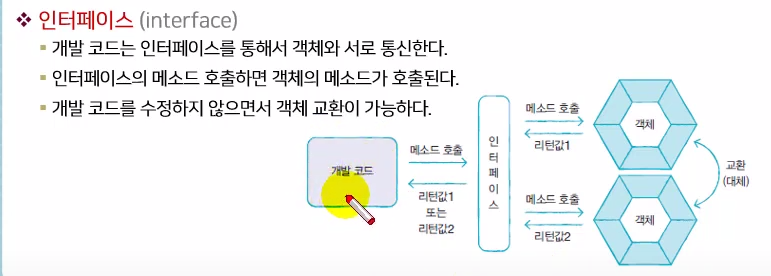 ❖ 인터페이스 (interface)
▪ 개발 코드는 인터페이스를 통해서 객체와 서로 통신한다.
▪ 인터페이스의 메소드 호출하면 객체의 메소드가 호출된다.
▪ 개발 코드를 수정하지 않으면서 객체 교환이 가능하다.
개발 코드
메소드 호출
리턴값1
또는
리턴값2
인
터
페
이
스
메소드 호출
리턴값1
객체
교환
(대체)
메소드 호출
리턴값2
객체